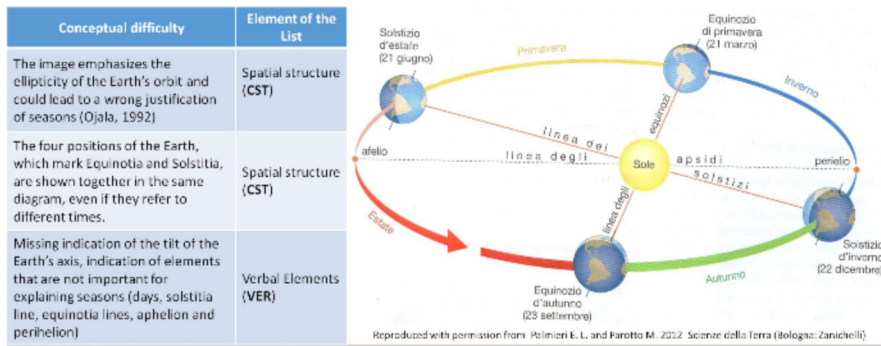 Conceptual difficulty
Element of the
List
The image emphasizes the
ellipticity of the Earth's orbit and
could lead to a wrong justification
of seasons (Ojala, 1992)
Spatial structure
(CST)
The four positions of the Earth,
which mark Equinotia and Solstitia,
are shown together in the same
diagram, even if they refer to
different times.
Spatial structure
(CST)
Missing indication of the tilt of the
Earth's axis, indication of elements
that are not important for
explaining seasons (days, solstitia
line, equinotia lines, aphelion and
perihelion)
Verbal Elements
(VER)
Solstizio
d'estate
(21 giugno)
Primavera
Equinozio
di primavera
(21 marzo)
Inverno
afelio
linea dei
linea degli
equinozi
Sole
apsidi
solstizi
perielio
linea degli
Estate
Equinozio
d'autunno
(23 settembre)
Autunno
Solstizio
d'inverno
(22 dicembre)
Reproduced with permission from Palmieri E. L. and Parotto M. 2012 Scienze della Terra (Bologna: Zanichelli)